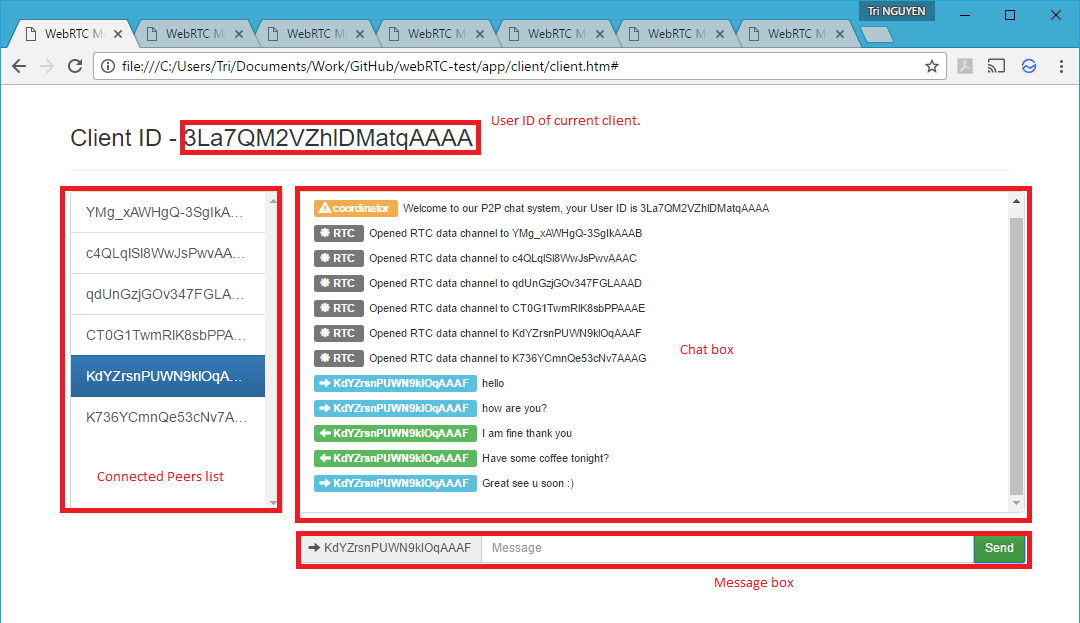 Tri NGUYEN
WebRTC M
WebRTC M
WebRTC M
WebRTC M
WebRTC M
WebRTC M
WebRTC M
file:///C:/Users/Tri/Documents/Work/GitHub/webRTC-test/app/client/client.htm#
Client ID - 3La7QM2VZhlDMatqAAAA
User ID of current client.
YMg_xAWHgQ-3SgIkA...
c4QLqISI8WwJsPwvAA...
qdUnGzjGOv347FGLA...
CT0G1TwmRlK8sbPPA...
KdYZrsnPUWN9klOqA...
K736YCmnQe53cNv7A...
Connected Peers list
coordinator Welcome to our P2P chat system, your User ID is 3La7QM2VZhlDMatqAAAA
RTC Opened RTC data channel to YMg_xAWHgQ-3SgIkAAAB
RTC Opened RTC data channel to c4QLqISI8WwJsPwvAAAC
RTC Opened RTC data channel to qdUnGzjGOv347FGLAAAD
RTC Opened RTC data channel to CT0G1TwmRlK8sbPPAAAE
RTC Opened RTC data channel to KdYZrsnPUWN9klOqAAAF
RTC Opened RTC data channel to K736YCmnQe53cNv7AAAG
Chat box
→ KdYZrsnPUWN9klOqAAAF hello
→ KdYZrsnPUWN9klOqAAAF how are you?
← KdYZrsnPUWN9klOqAAAF I am fine thank you
← KdYZrsnPUWN9klOqAAAF Have some coffee tonight?
→ KdYZrsnPUWN9klOqAAAF Great see u soon :)
→ KdYZrsnPUWN9klOqAAAF Message Send
Message box